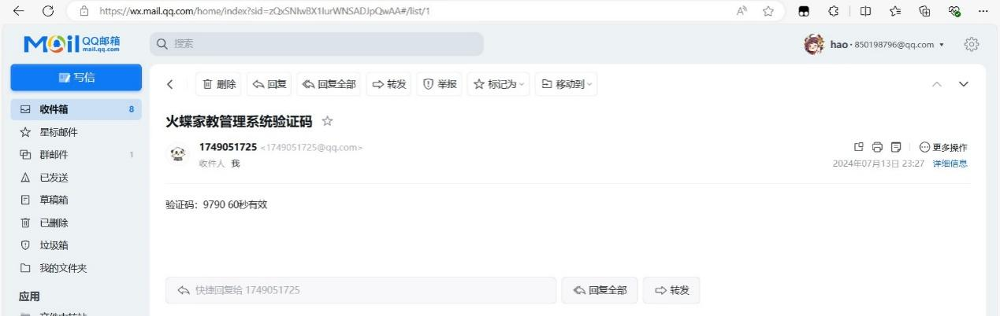 https://wx.mail.qq.com/home/index?sid=zQxSNIwBX1IurWNSADJpQwAA#/list/1
Mail QQ邮箱 mail.qq.com
搜索
hao · 850198796@qq.com
写信
删除 回复 回复全部 转发 举报 标记为 移动到
收件箱 8
星标邮件
群邮件 1
已发送
草稿箱
已删除
垃圾箱
我的文件夹
应用
火蝶家教管理系统验证码
1749051725 <1749051725@qq.com>
更多操作
收件人 我
2024年07月13日 23:27 详细信息
验证码：9790 60秒有效
快捷回复给 1749051725
回复全部 转发